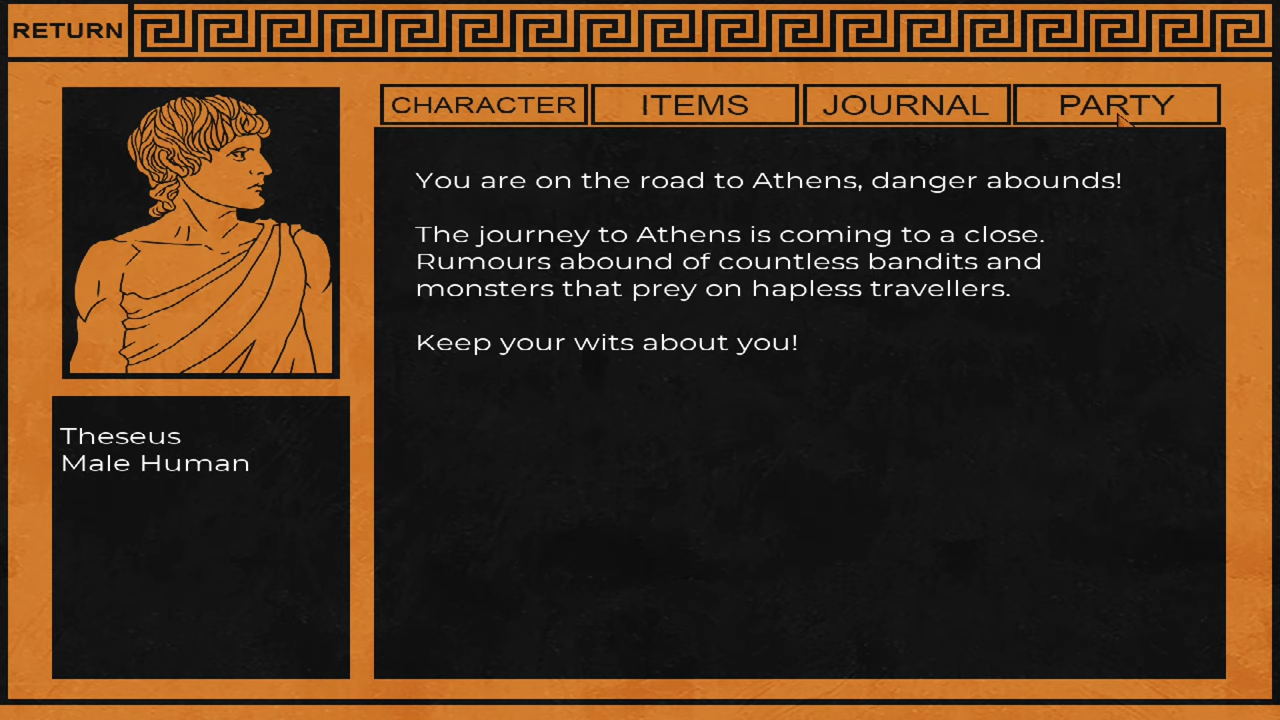 RETURN
CHARACTER
ITEMS
JOURNAL
PARTY
You are on the road to Athens, danger abounds!
The journey to Athens is coming to a close.
Rumours abound of countless bandits and
monsters that prey on hapless travellers.
Keep your wits about you!
Theseus
Male Human